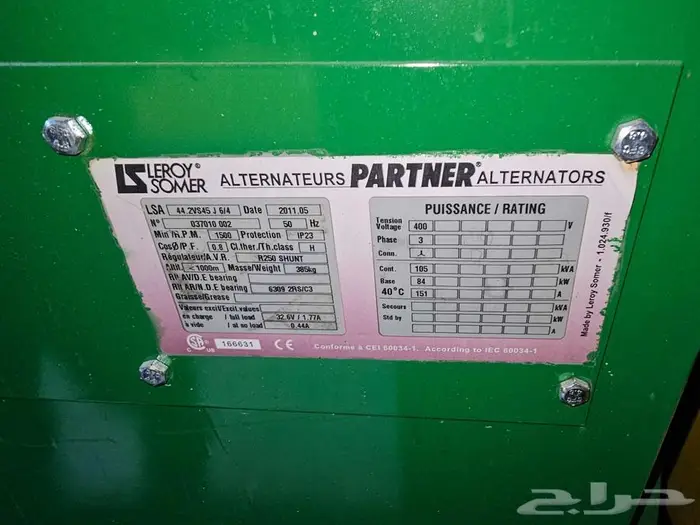 LS LEROY® SOMER ALTERNATEURS PARTNER® ALTERNATORS
LSA 44.2VS45 J 6/4 Date 2011.05
N° 037010 002 50 Hz
Min/R.P.M. 1500 Protection IP23
CosØ/P.F. 0.8 Cl.ther./Th.class H
Régulateur/A.V.R. R250 SHUNT
Altit. < 1000m Masse/Weight 385kg
Rlt AV/D.E bearing
Rlt AR/N.D.E bearing 6309 2RS/C3
Graisse/Grease
Valeurs excit/Excit.values
en charge / full load 32.6V / 1.77A
à vide / at no load 0.44A
C US 166631 CE
PUISSANCE / RATING
Tension Voltage 400 V
Phase 3
Conn.
Cont. 105 kVA
Base 84 kW
40°C 151 A
Secours kVA
Std by kW
A
Conforme à CEI 60034-1. According to IEC 60034-1
Made by Leroy Somer - 1.024.930/f
حراج